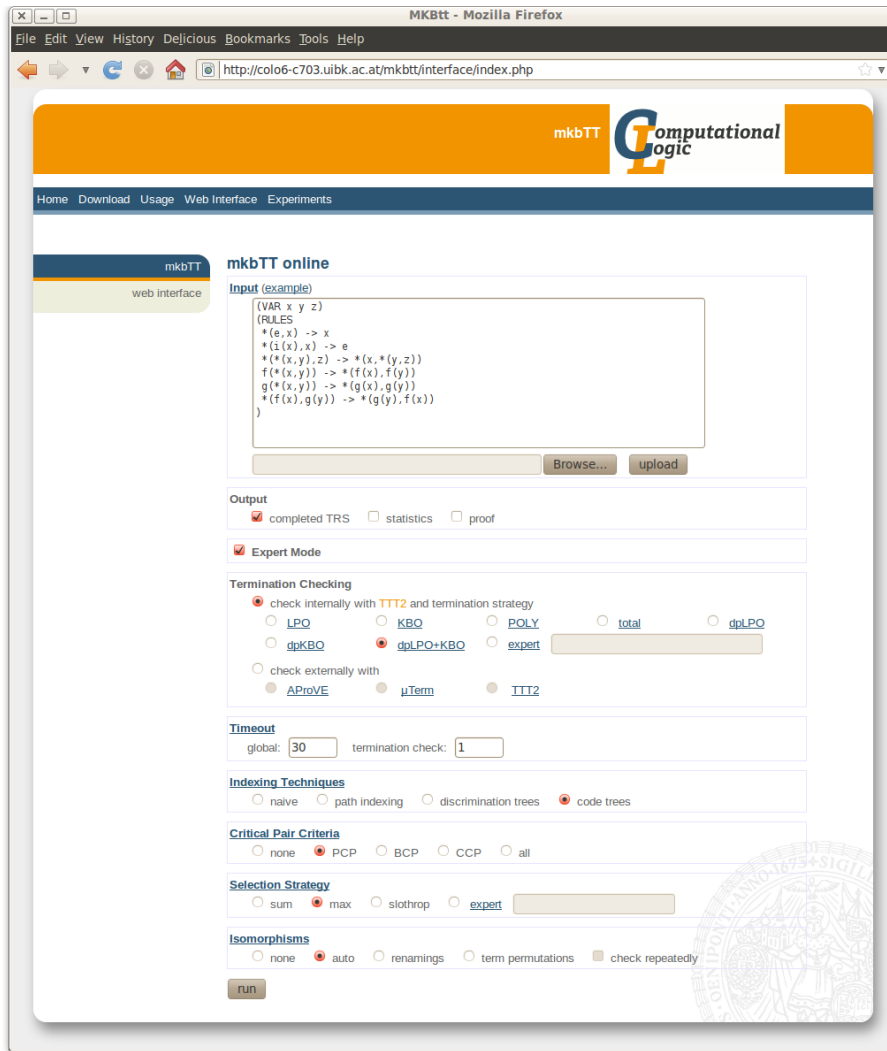 MKBtt - Mozilla Firefox
File Edit View History Delicious Bookmarks Tools Help
http://colo6-c703.uibk.ac.at/mkbtt/interface/index.php
mkbTT Computational Logic
Home Download Usage Web Interface Experiments
mkbTT
web interface
mkbTT online
Input (example)
(VAR x y z)
(RULES
*(e,x) -> x
*(i(x),x) -> e
*(*(x,y),z) -> *(x,*(y,z))
f(*(x,y)) -> *(f(x),f(y))
g(*(x,y)) -> *(g(x),g(y))
*(f(x),g(y)) -> *(g(y),f(x))
)
Browse... upload
Output
completed TRS statistics proof
Expert Mode
Termination Checking
check internally with TTT2 and termination strategy
LPO KBO POLY total dpLPO
dpKBO dpLPO+KBO expert
check externally with
AProVE μTerm TTT2
Timeout
global: 30 termination check: 1
Indexing Techniques
naive path indexing discrimination trees code trees
Critical Pair Criteria
none PCP BCP CCP all
Selection Strategy
sum max slothrop expert
Isomorphisms
none auto renamings term permutations check repeatedly
run